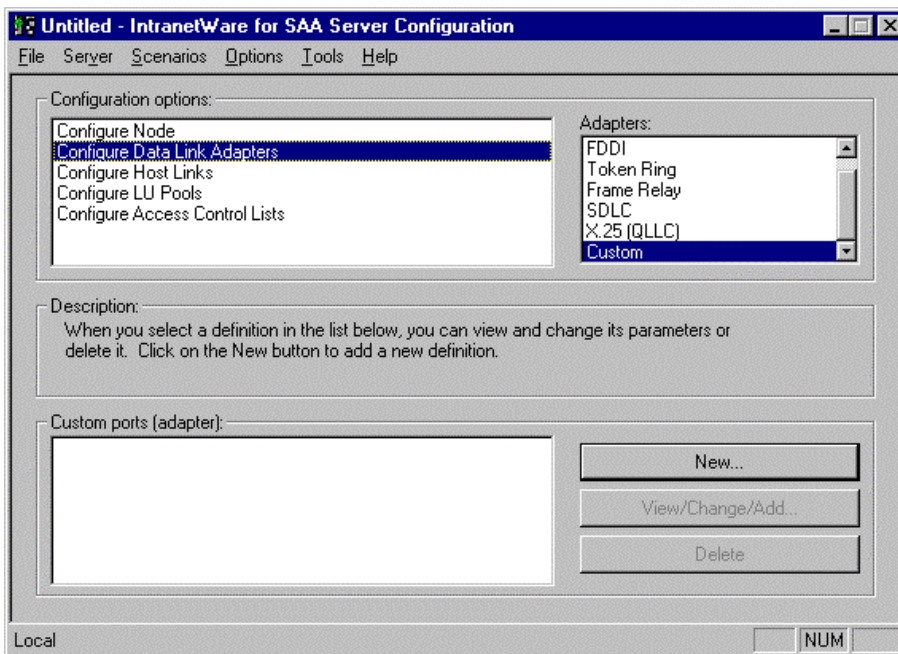 Untitled - IntranetWare for SAA Server Configuration
File Server Scenarios Options Tools Help
Configuration options:
Configure Node
Configure Data Link Adapters
Configure Host Links
Configure LU Pools
Configure Access Control Lists
Adapters:
FDDI
Token Ring
Frame Relay
SDLC
X.25 (QLLC)
Custom
Description:
When you select a definition in the list below, you can view and change its parameters or
delete it. Click on the New button to add a new definition.
Custom ports (adapter):
New...
View/Change/Add...
Delete
Local
NUM